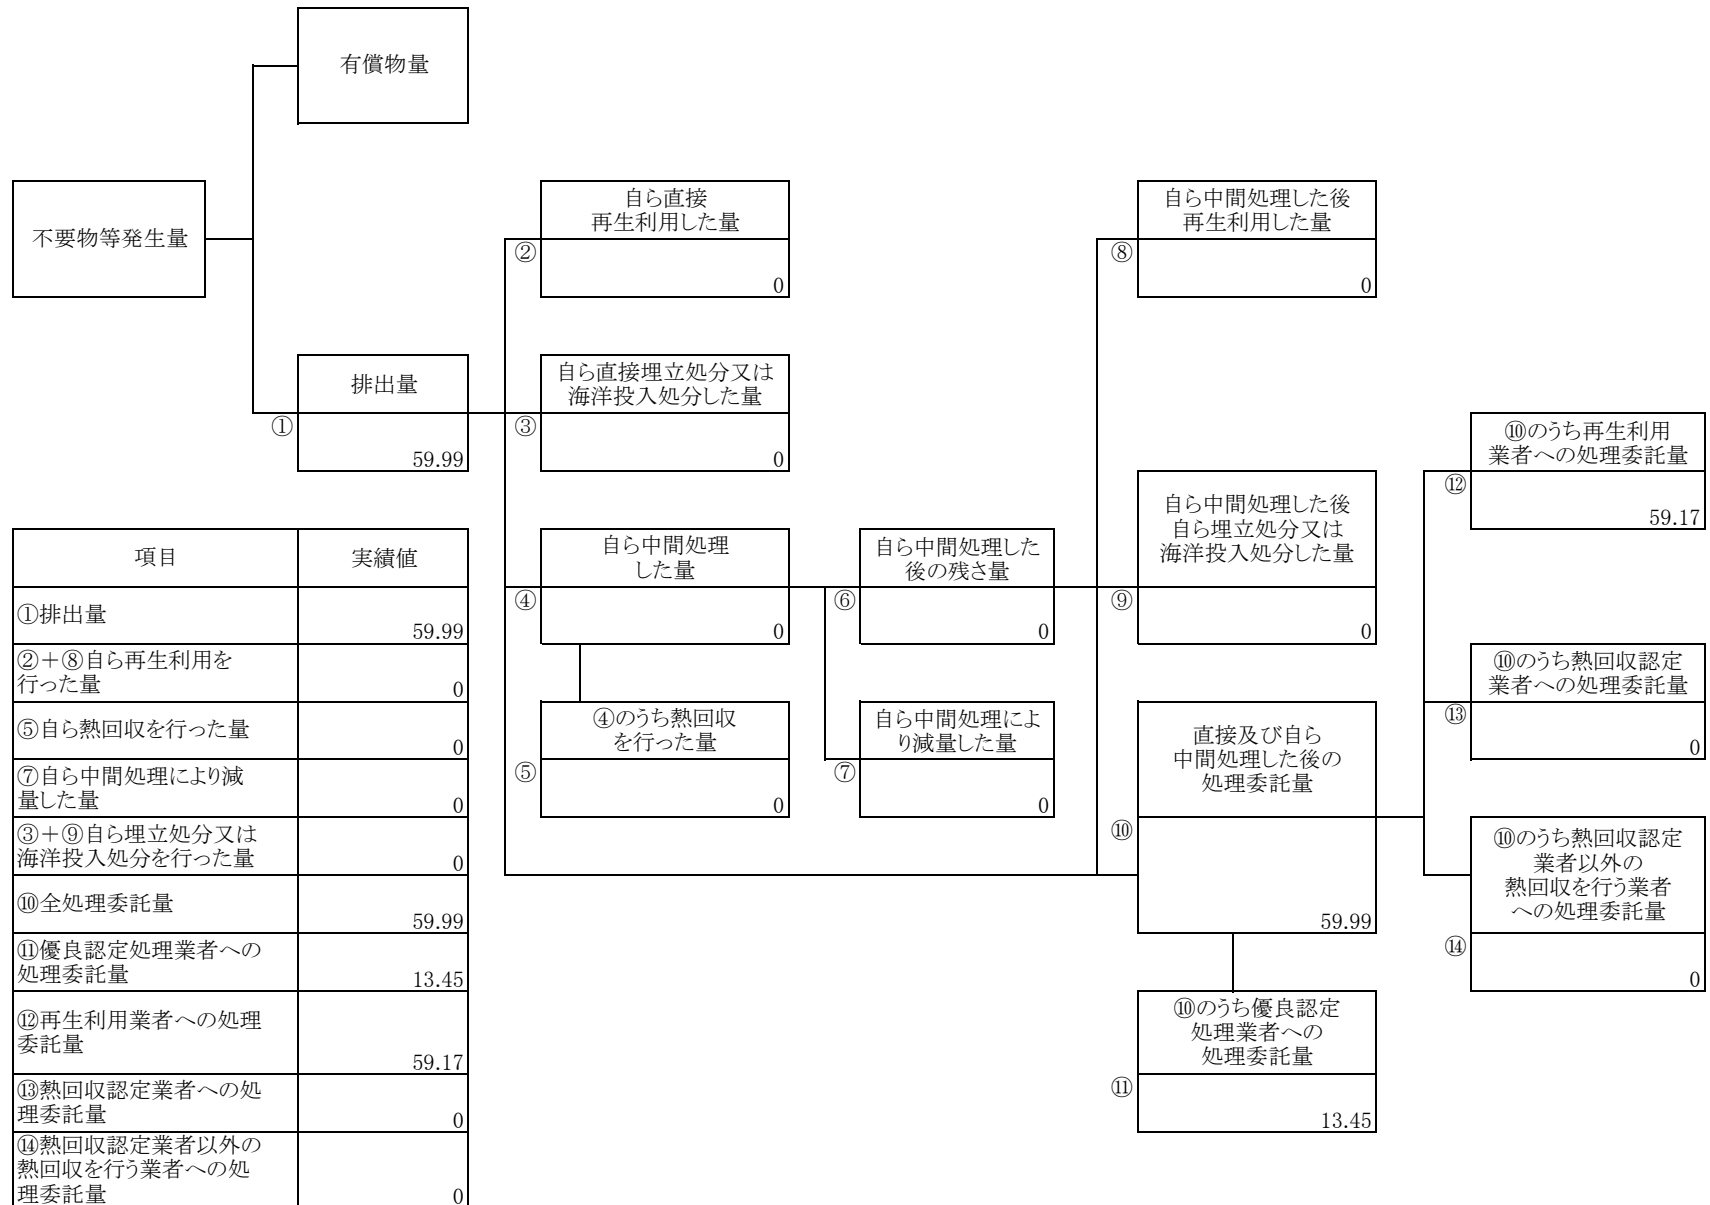 有償物量
不要物等発生量
自ら直接
再生利用した量
②
0
自ら中間処理した後
再生利用した量
⑧
0
排出量
①
59.99
自ら直接埋立処分又は
海洋投入処分した量
③
0
⑩のうち再生利用
業者への処理委託量
⑫
59.17
自ら中間処理
した量
④
0
自ら中間処理した
後の残さ量
⑥
0
自ら中間処理した後
自ら埋立処分又は
海洋投入処分した量
⑨
0
④のうち熱回収
を行った量
⑤
0
自ら中間処理によ
り減量した量
⑦
0
直接及び自ら
中間処理した後の
処理委託量
⑩
59.99
⑩のうち熱回収認定
業者への処理委託量
⑬
0
⑩のうち熱回収認定
業者以外の
熱回収を行う業者
への処理委託量
⑭
0
⑩のうち優良認定
処理業者への
処理委託量
⑪
13.45
項目 実績値
①排出量
59.99
②+⑧自ら再生利用を
行った量
0
⑤自ら熱回収を行った量
0
⑦自ら中間処理により減
量した量
0
③+⑨自ら埋立処分又は
海洋投入処分を行った量
0
⑩全処理委託量
59.99
⑪優良認定処理業者への
処理委託量
13.45
⑫再生利用業者への処理
委託量
59.17
⑬熱回収認定業者への処
理委託量
0
⑭熱回収認定業者以外の
熱回収を行う業者への処
理委託量
0